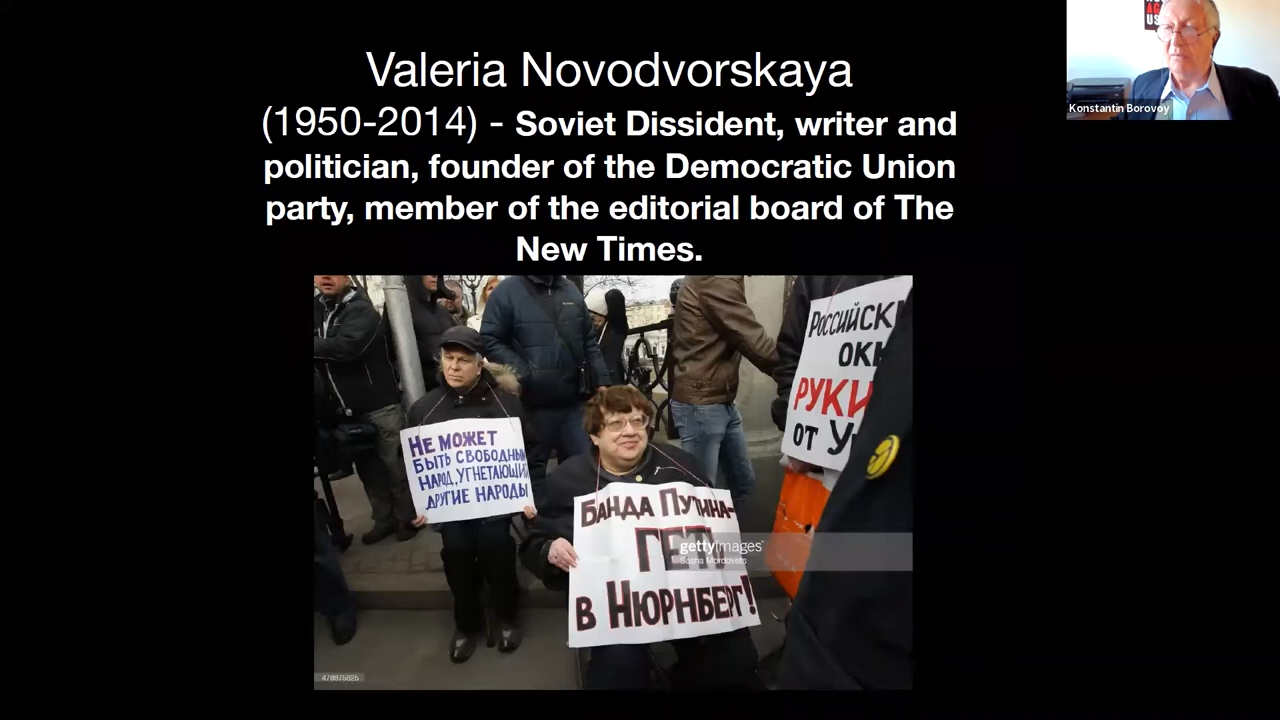 Valeria Novodvorskaya
(1950-2014) - Soviet Dissident, writer and
politician, founder of the Democratic Union
party, member of the editorial board of The
New Times.
Konstantin Borovoy
US
НЕ МОЖЕТ
БЫТЬ СВОБОДНЫМ
НАРОД, УГНЕТАЮЩИЙ
ДРУГИЕ НАРОДЫ
БАНДА ПУТИНА-
ГЕТЬ
В НЮРНБЕРГ!
РУКИ
ОТ
gettyimages
Sasha Mordovets
478875825